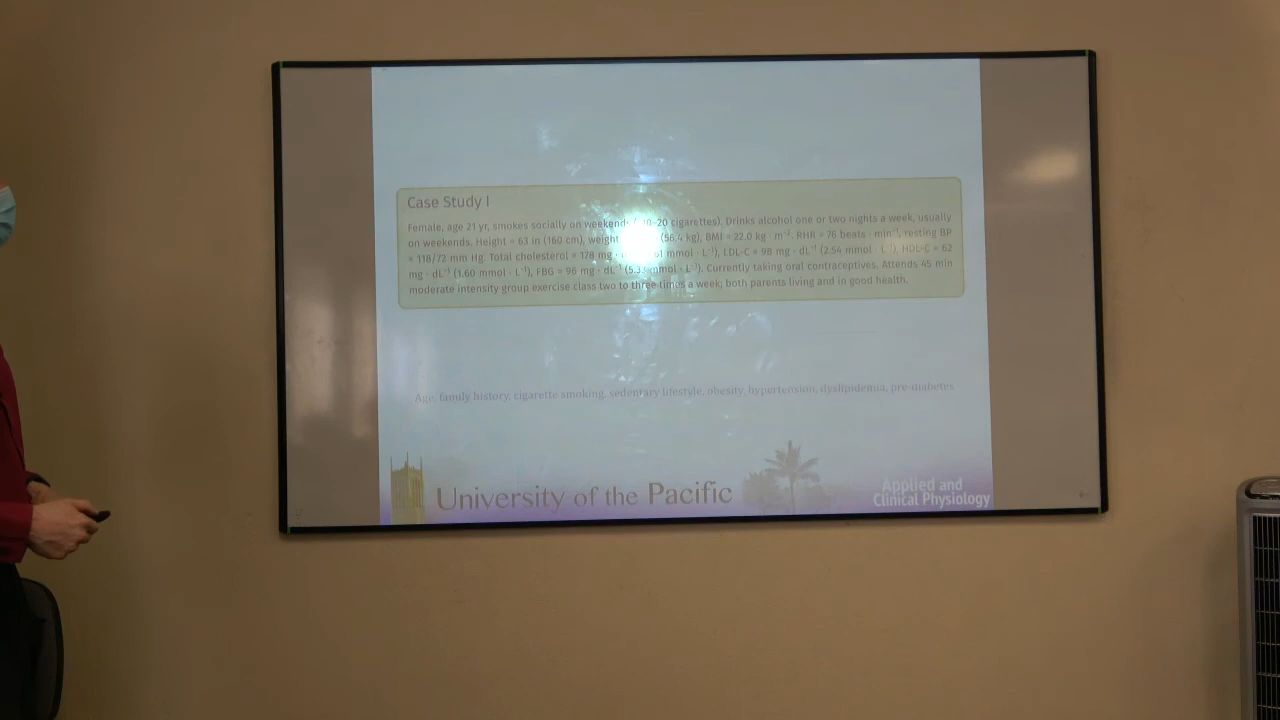 Case Study I
Female, age 21 yr, smokes socially on weekends 20 cigarettes). Drinks alcohol one or two nights a week, usually
on weekends. Height = 63 in (160 cm), weight (56.4 kg), BMI = 22.0 kg · m⁻². RHR = 76 beats · min⁻¹, resting BP
= 118/72 mm Hg. Total cholesterol = 178 mg · mmol · L⁻¹), LDL-C = 98 mg · dL⁻¹ (2.54 mmol · L⁻¹), HDL-C = 62
mg · dL⁻¹ (1.60 mmol · L⁻¹), FBG = 96 mg · dL⁻¹ (5.33 mmol · L⁻¹). Currently taking oral contraceptives. Attends 45 min
moderate intensity group exercise class two to three times a week; both parents living and in good health.
Age, family history, cigarette smoking, sedentary lifestyle, obesity, hypertension, dyslipidemia, pre-diabetes
University of the Pacific
Applied and
Clinical Physiology